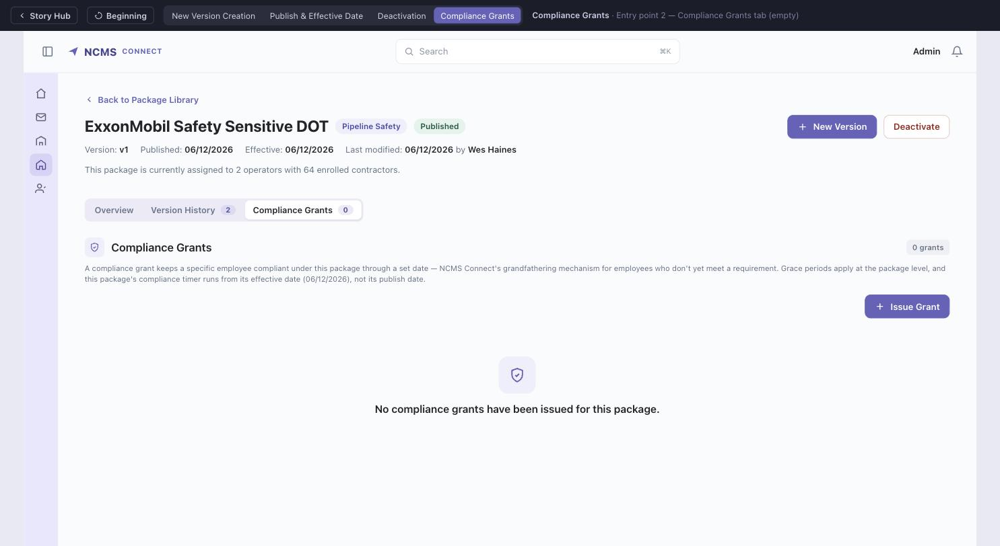 Story Hub
Beginning
New Version Creation
Publish & Effective Date
Deactivation
Compliance Grants
Compliance Grants · Entry point 2 — Compliance Grants tab (empty)
NCMS CONNECT
Search
⌘K
Admin
Back to Package Library
ExxonMobil Safety Sensitive DOT
Pipeline Safety
Published
New Version
Deactivate
Version: v1 Published: 06/12/2026 Effective: 06/12/2026 Last modified: 06/12/2026 by Wes Haines
This package is currently assigned to 2 operators with 64 enrolled contractors.
Overview
Version History 2
Compliance Grants 0
Compliance Grants
0 grants
A compliance grant keeps a specific employee compliant under this package through a set date — NCMS Connect's grandfathering mechanism for employees who don't yet meet a requirement. Grace periods apply at the package level, and
this package's compliance timer runs from its effective date (06/12/2026), not its publish date.
Issue Grant
No compliance grants have been issued for this package.